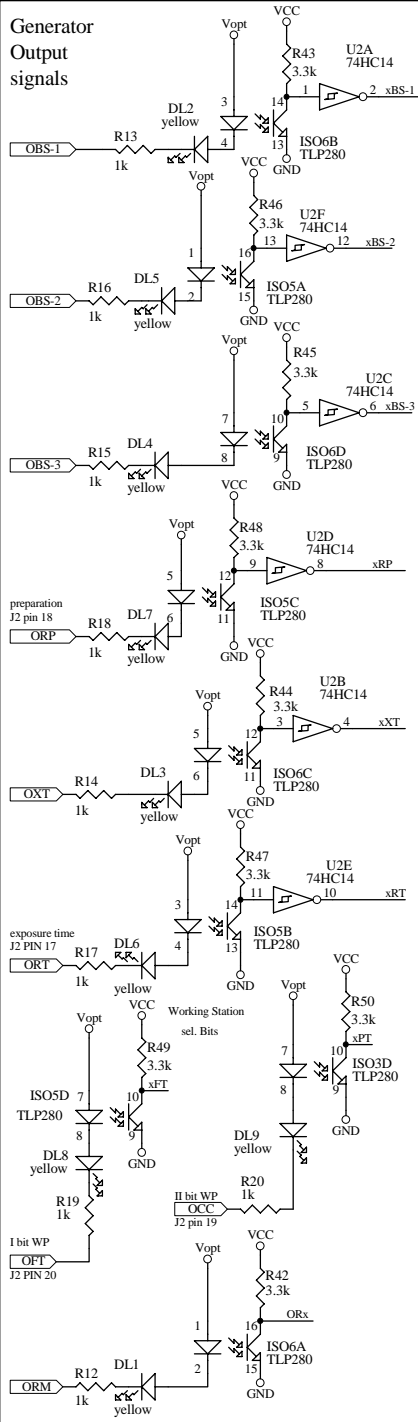 Generator
Output
signals
Vopt
VCC
R43
3.3k
U2A
74HC14
1
2
xBS-1
DL2
yellow
3
4
14
13
ISO6B
TLP280
GND
R13
1k
OBS-1
Vopt
VCC
R46
3.3k
U2F
74HC14
13
12
xBS-2
1
2
16
15
ISO5A
TLP280
GND
DL5
yellow
R16
1k
OBS-2
Vopt
VCC
R45
3.3k
U2C
74HC14
5
6
xBS-3
7
8
10
9
ISO6D
TLP280
GND
DL4
yellow
R15
1k
OBS-3
VCC
Vopt
R48
3.3k
U2D
74HC14
9
8
xRP
5
6
12
11
ISO5C
TLP280
GND
preparation
J2 pin 18
DL7
yellow
R18
1k
ORP
VCC
Vopt
R44
3.3k
U2B
74HC14
3
4
xXT
5
6
12
11
ISO6C
TLP280
GND
DL3
yellow
R14
1k
OXT
VCC
Vopt
R47
3.3k
U2E
74HC14
11
10
xRT
3
4
14
13
ISO5B
TLP280
GND
exposure time
J2 PIN 17
DL6
yellow
R17
1k
ORT
Working Station
sel. Bits
Vopt
VCC
R49
3.3k
xFT
ISO5D
TLP280
7
8
10
9
GND
DL8
yellow
R19
1k
I bit WP
OFT
J2 PIN 20
Vopt
VCC
R50
3.3k
xPT
7
8
10
9
ISO3D
TLP280
GND
DL9
yellow
R20
1k
II bit WP
OCC
J2 pin 19
Vopt
VCC
R42
3.3k
ORx
1
2
16
15
ISO6A
TLP280
GND
DL1
yellow
R12
1k
ORM